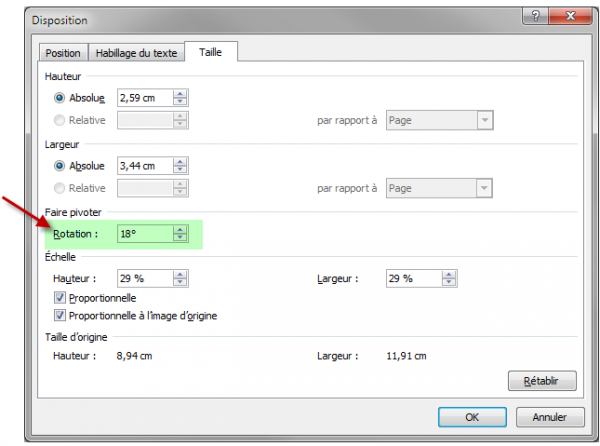 Disposition
Position Habillage du texte Taille
Hauteur
Absolue 2,59 cm
Relative par rapport à Page
Largeur
Absolue 3,44 cm
Relative par rapport à Page
Faire pivoter
Rotation : 18°
Échelle
Hauteur : 29 % Largeur : 29 %
Proportionnelle
Proportionnelle à l'image d'origine
Taille d'origine
Hauteur : 8,94 cm Largeur : 11,91 cm
Rétablir
OK Annuler